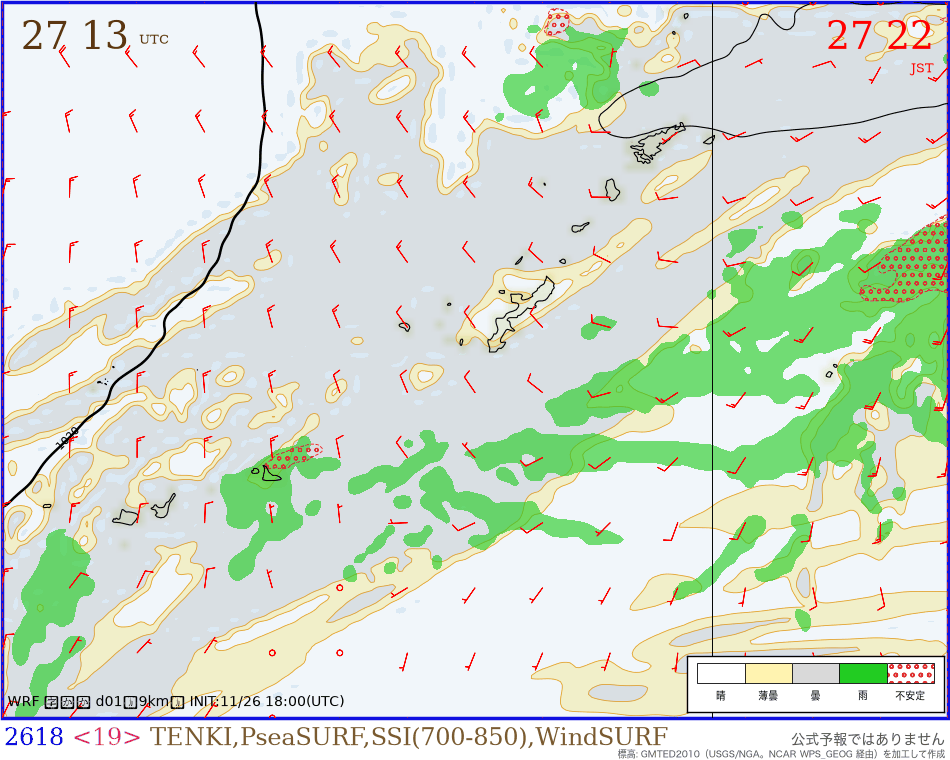 27 13 UTC
27 22
JST
1020
WRF d01 9km INIT:11/26 18:00(UTC)
晴 薄曇 曇 雨 不安定
2618 <19> TENKI,PseaSURF,SSI(700-850),WindSURF
公式予報ではありません
標高: GMTED2010（USGS/NGA。NCAR WPS_GEOG 経由）を加工して作成